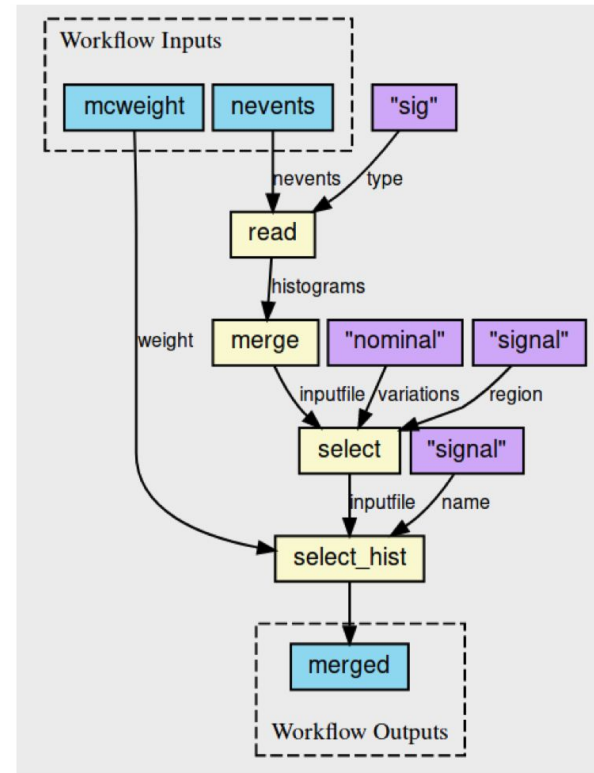 Workflow Inputs
mcweight
nevents
"sig"
nevents
type
read
histograms
weight
merge
"nominal"
"signal"
inputfile
variations
region
select
"signal"
inputfile
name
select_hist
merged
Workflow Outputs